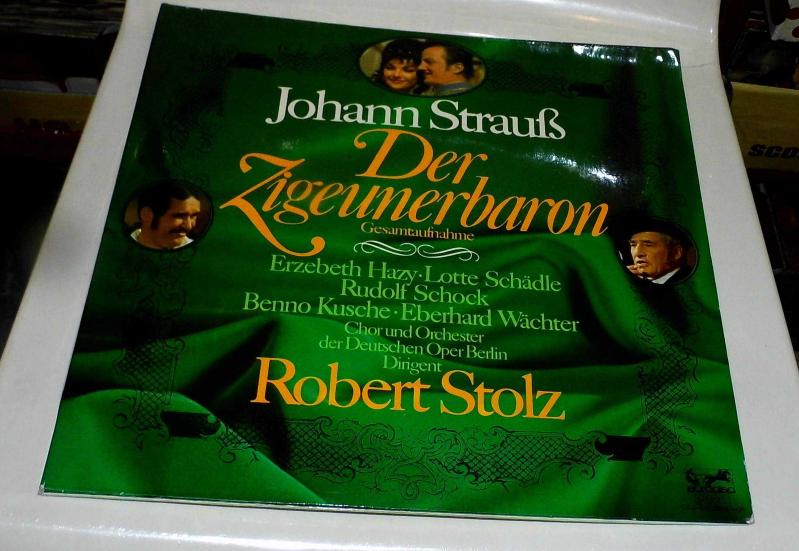 Johann Strauß
Der
Zigeunerbaron
Gesamtaufnahme
Erzebeth Hazy · Lotte Schädle
Rudolf Schock
Benno Kusche · Eberhard Wächter
Chor und Orchester
der Deutschen Oper Berlin
Dirigent
Robert Stolz
eurodisc